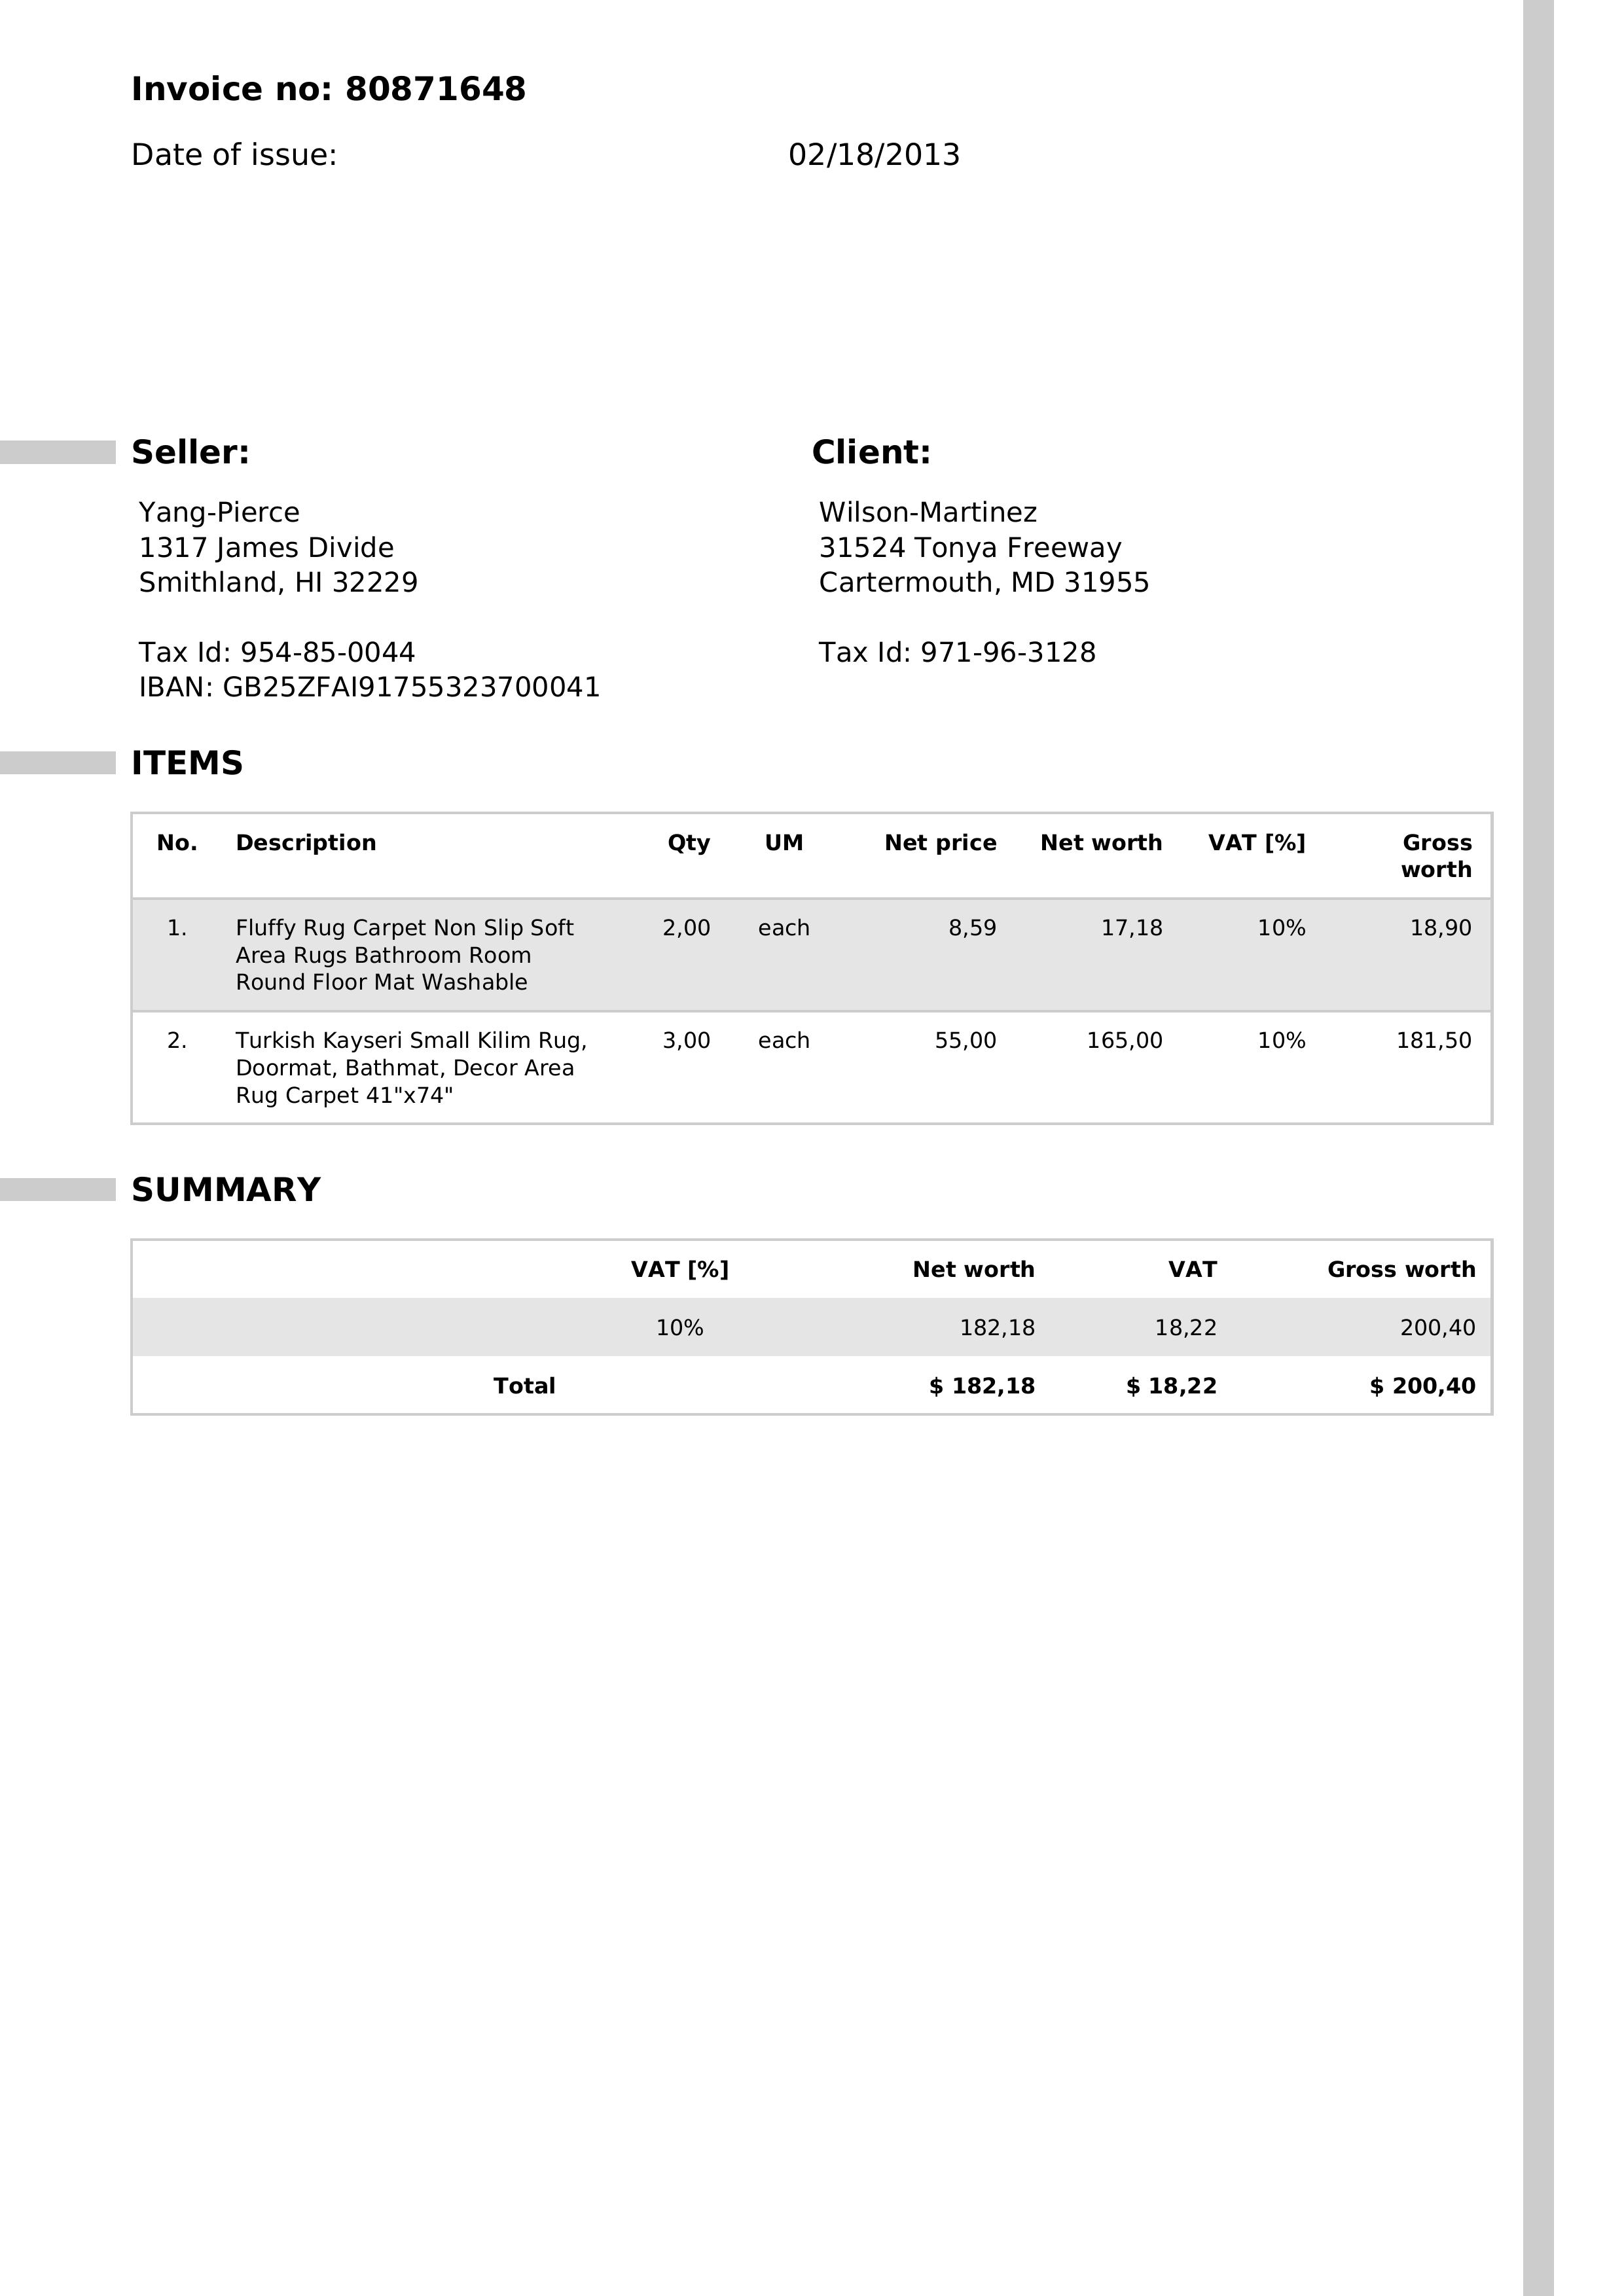 Invoice no: 80871648
Date of issue: 02/18/2013
Seller: Client:
Yang-Pierce Wilson-Martinez
1317 James Divide 31524 Tonya Freeway
Smithland, HI 32229 Cartermouth, MD 31955
Tax Id: 954-85-0044 Tax Id: 971-96-3128
IBAN: GB25ZFAI91755323700041
ITEMS
No. Description Qty UM Net price Net worth VAT [%] Gross
worth
1. Fluffy Rug Carpet Non Slip Soft 2,00 each 8,59 17,18 10% 18,90
Area Rugs Bathroom Room
Round Floor Mat Washable
2. Turkish Kayseri Small Kilim Rug, 3,00 each 55,00 165,00 10% 181,50
Doormat, Bathmat, Decor Area
Rug Carpet 41"x74"
SUMMARY
VAT [%] Net worth VAT Gross worth
10% 182,18 18,22 200,40
Total $ 182,18 $ 18,22 $ 200,40